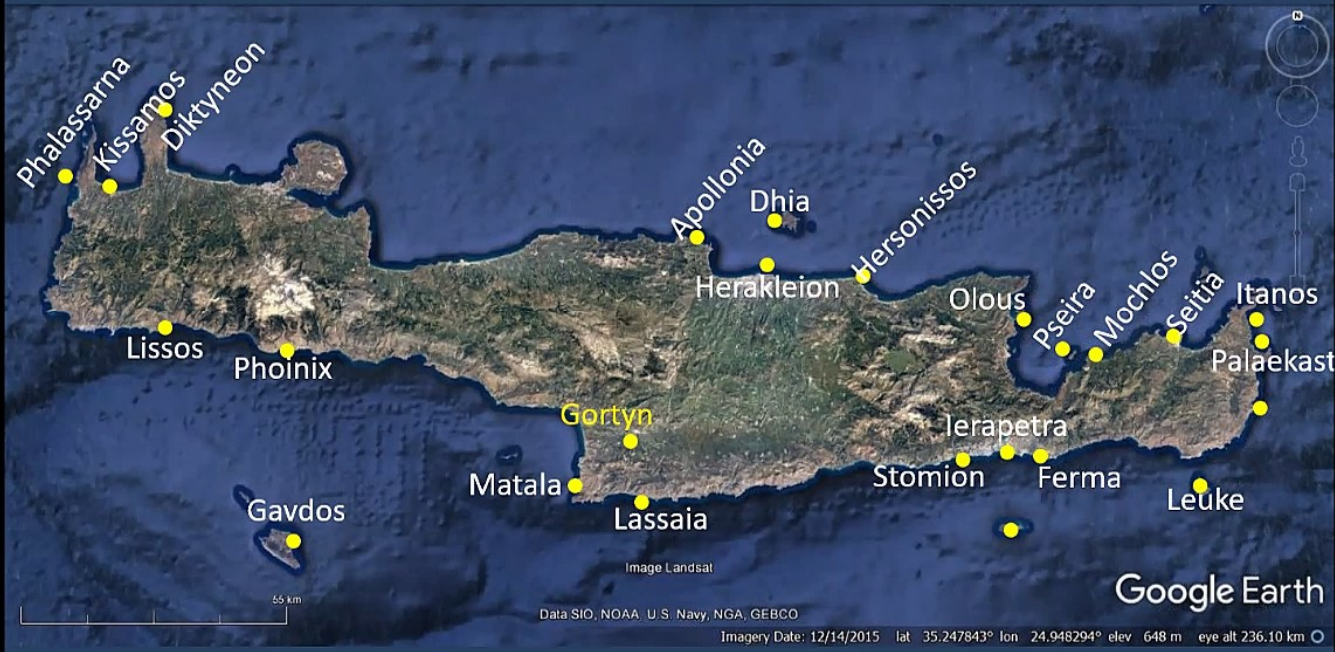 N
Phalassarna
Kissamos
Diktyneon
Apollonia
Dhia
Hersonissos
Herakleion
Olous
Pseira
Mochlos
Seitia
Itanos
Palaekast
Lissos
Phoinix
Gortyn
Ierapetra
Matala
Stomion
Ferma
Leuke
Gavdos
Lassaia
Image Landsat
Google Earth
55 km
Data SIO, NOAA, U.S. Navy, NGA, GEBCO
Imagery Date: 12/14/2015 lat 35.247843° lon 24.948294° elev 648 m eye alt 236.10 km